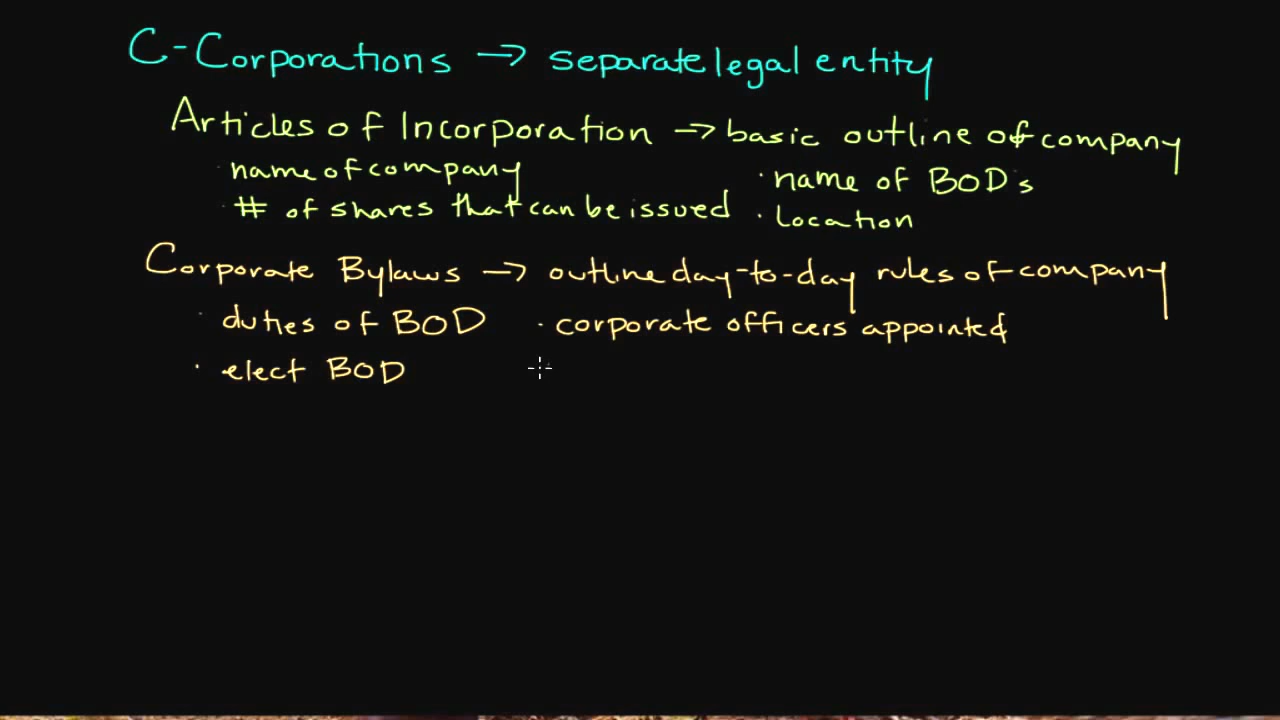 C-Corporations → separate legal entity
Articles of Incorporation → basic outline of company
· name of company
· name of BOD's
· # of shares that can be issued
· Location
Corporate Bylaws → outline day-to-day rules of company
· duties of BOD
· corporate officers appointed
· elect BOD